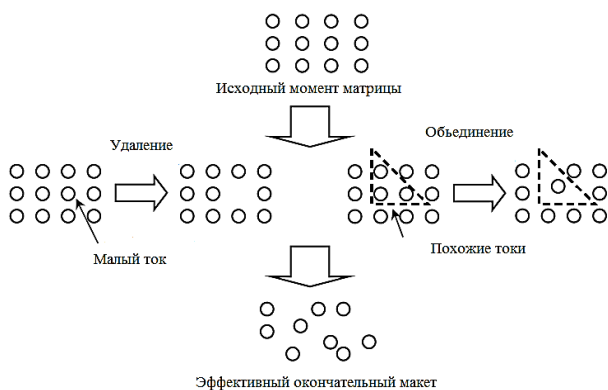 Исходный момент матрицы
Удаление
Обьединение
Малый ток
Похожие токи
Эффективный окончательный макет